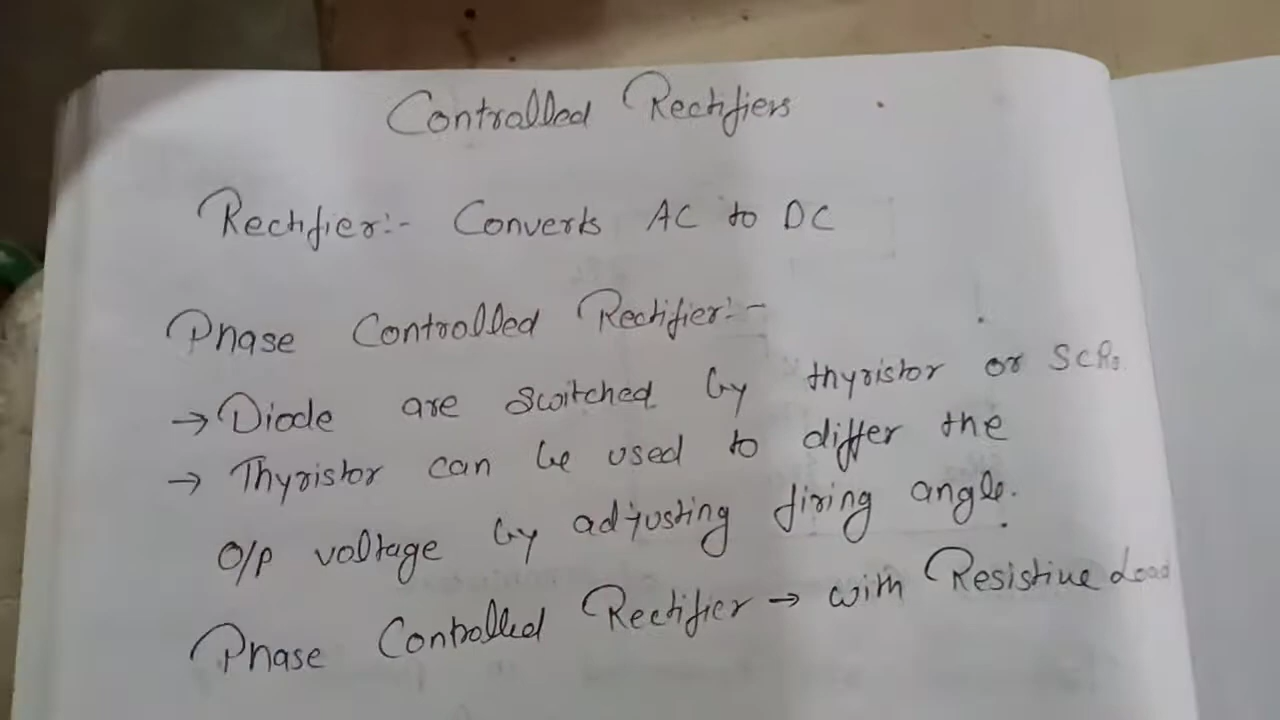 Controlled Rectifiers
Rectifier:- Converts AC to DC
Phase Controlled Rectifier:-
→ Diode are switched by thyristor or SCRs
→ Thyristor can be used to differ the
O/P voltage by adjusting firing angle.
Phase Controlled Rectifier → with Resistive Load